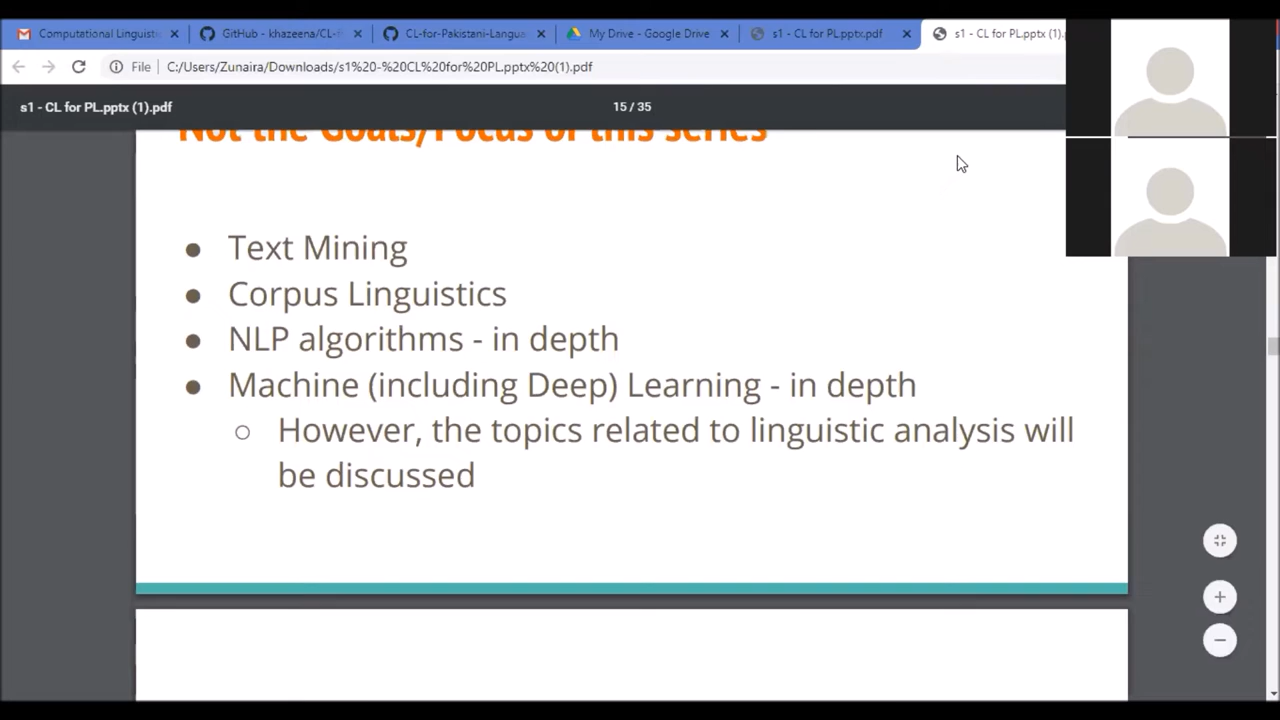 Computational Linguisti
GitHub - khazeena/CL-f
CL-for-Pakistani-Langua
My Drive - Google Drive
s1 - CL for PL.pptx.pdf
s1 - CL for PL.pptx (1).p
File
C:/Users/Zunaira/Downloads/s1%20-%20CL%20for%20PL.pptx%20(1).pdf
s1 - CL for PL.pptx (1).pdf
15 / 35
Not the Goals/Focus of this series
● Text Mining
● Corpus Linguistics
● NLP algorithms - in depth
● Machine (including Deep) Learning - in depth
○ However, the topics related to linguistic analysis will
be discussed